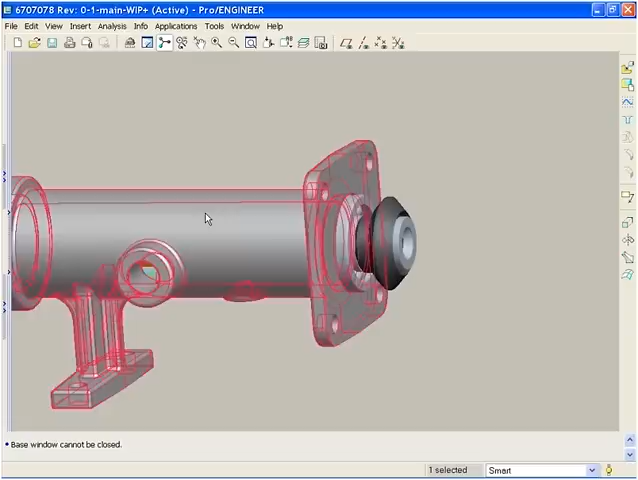 6707078 Rev: 0-1-main-WIP+ (Active) - Pro/ENGINEER
File Edit View Insert Analysis Info Applications Tools Window Help
Base window cannot be closed.
1 selected Smart